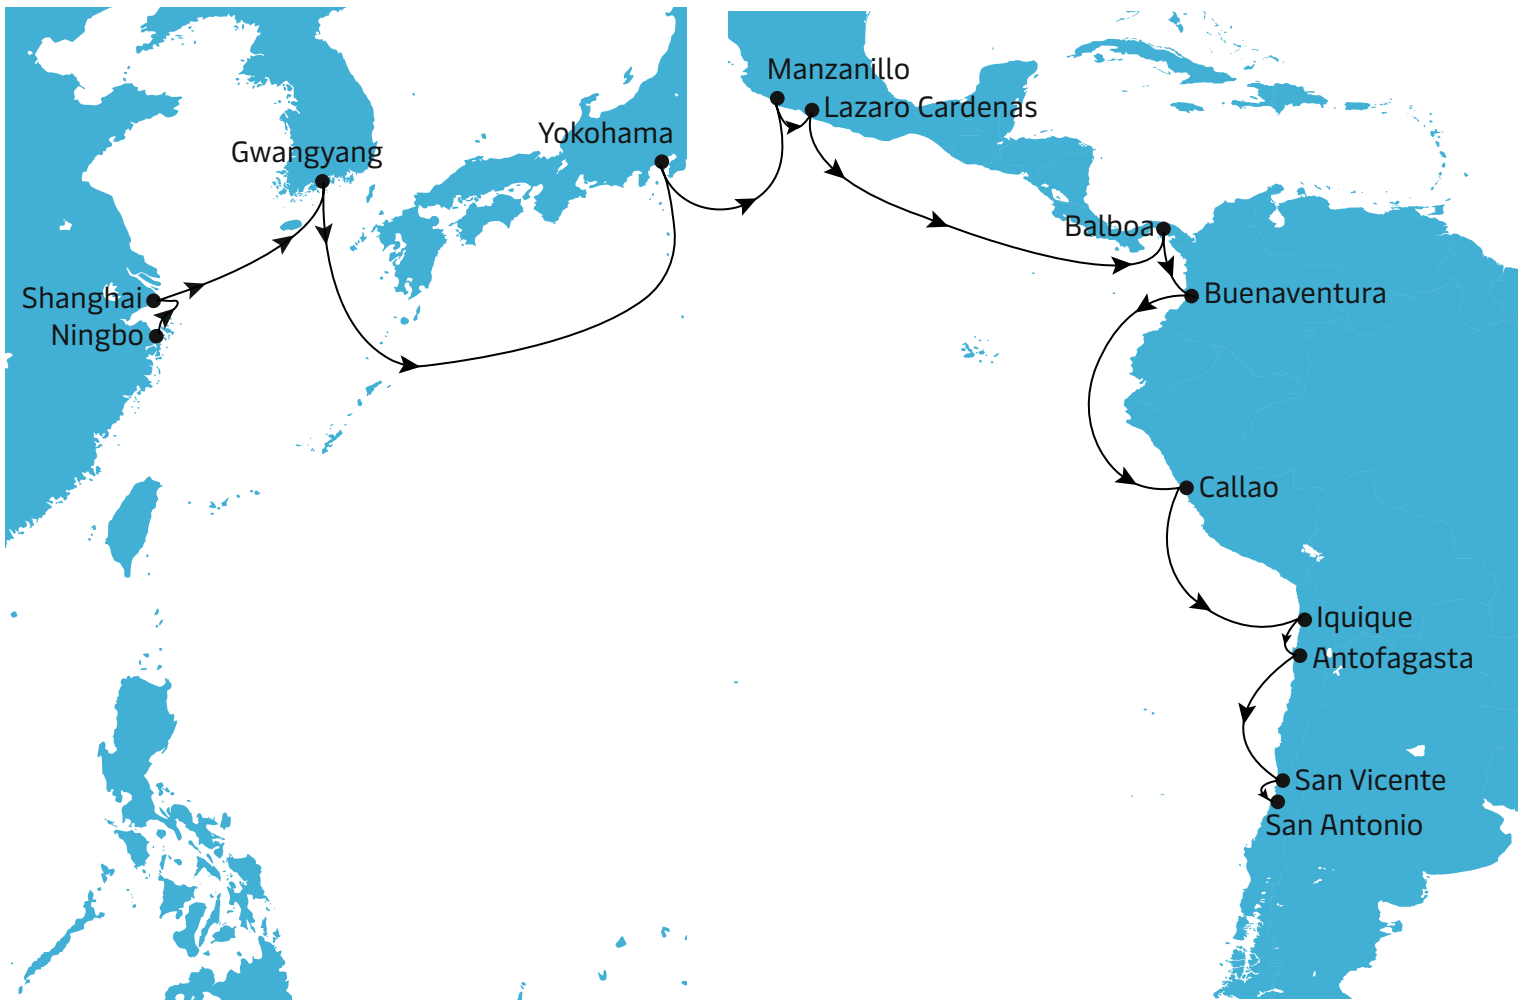 Manzanillo
Lazaro Cardenas
Yokohama
Gwangyang
Balboa
Shanghai
Buenaventura
Ningbo
Callao
Iquique
Antofagasta
San Vicente
San Antonio